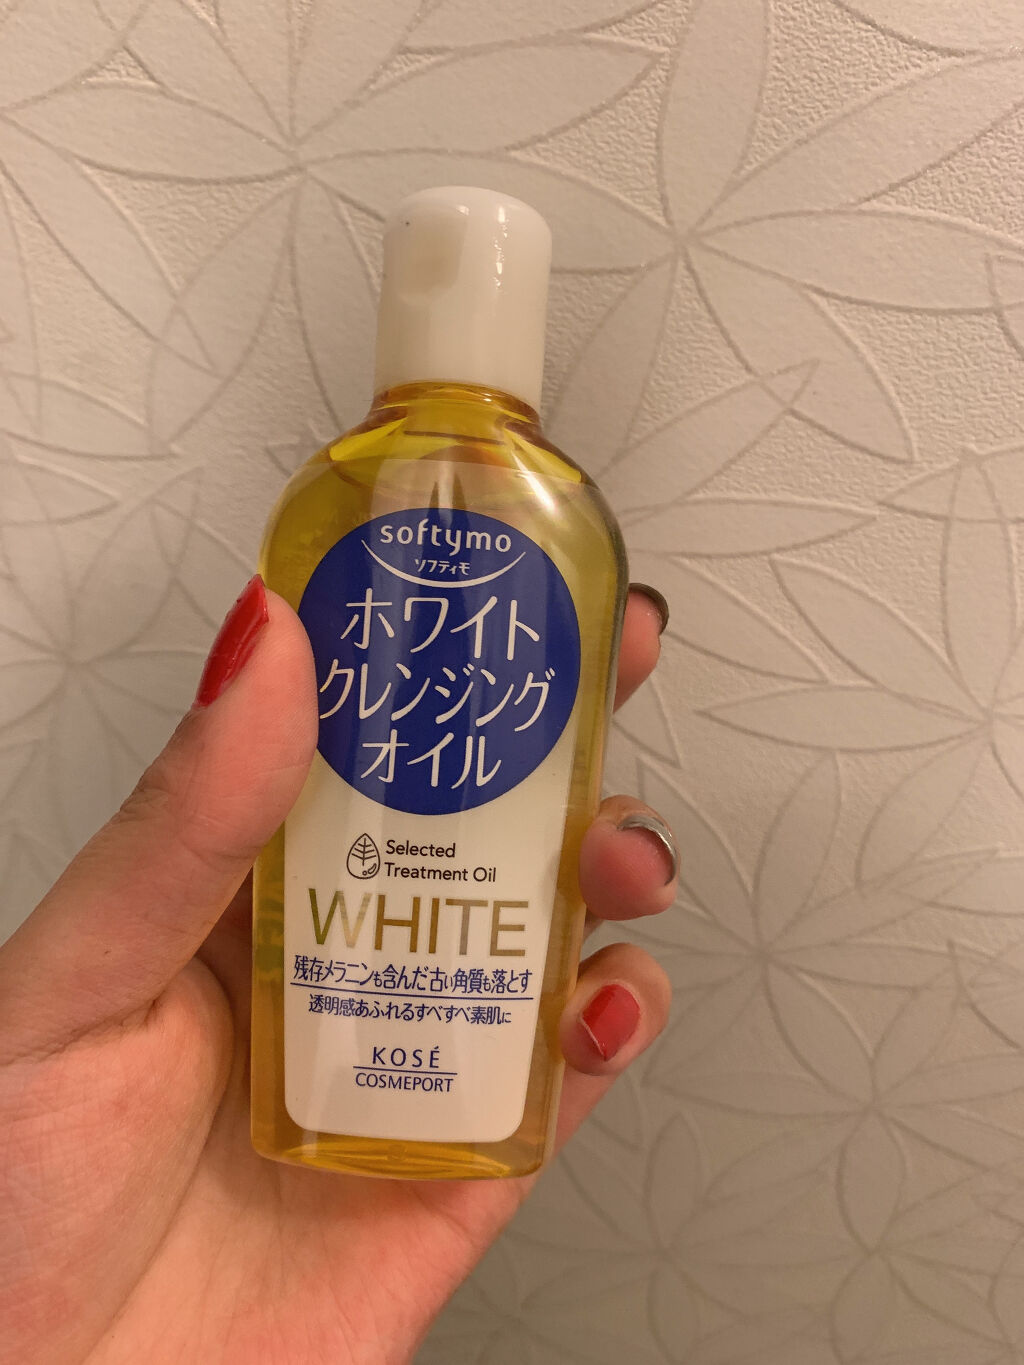 softymo
ソフティモ
ホワイト
クレンジング
オイル
Selected
Treatment Oil
WHITE
残存メラニンも含んだ古い角質も落とす
透明感あふれるすべすべ素肌に
KOSÉ
COSMEPORT